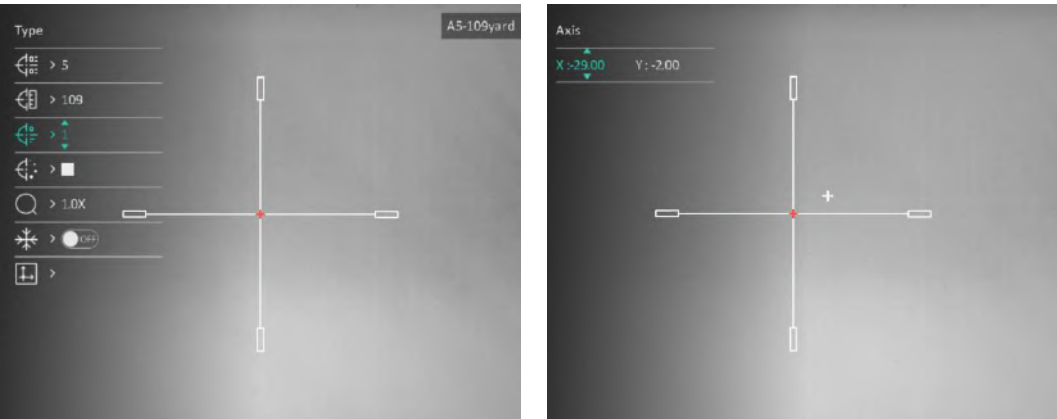 Type
A5-109yard
> 5
> 109
> 1
>
> 1.0X
> OFF
>
Axis
X :-29.00 Y : -2.00